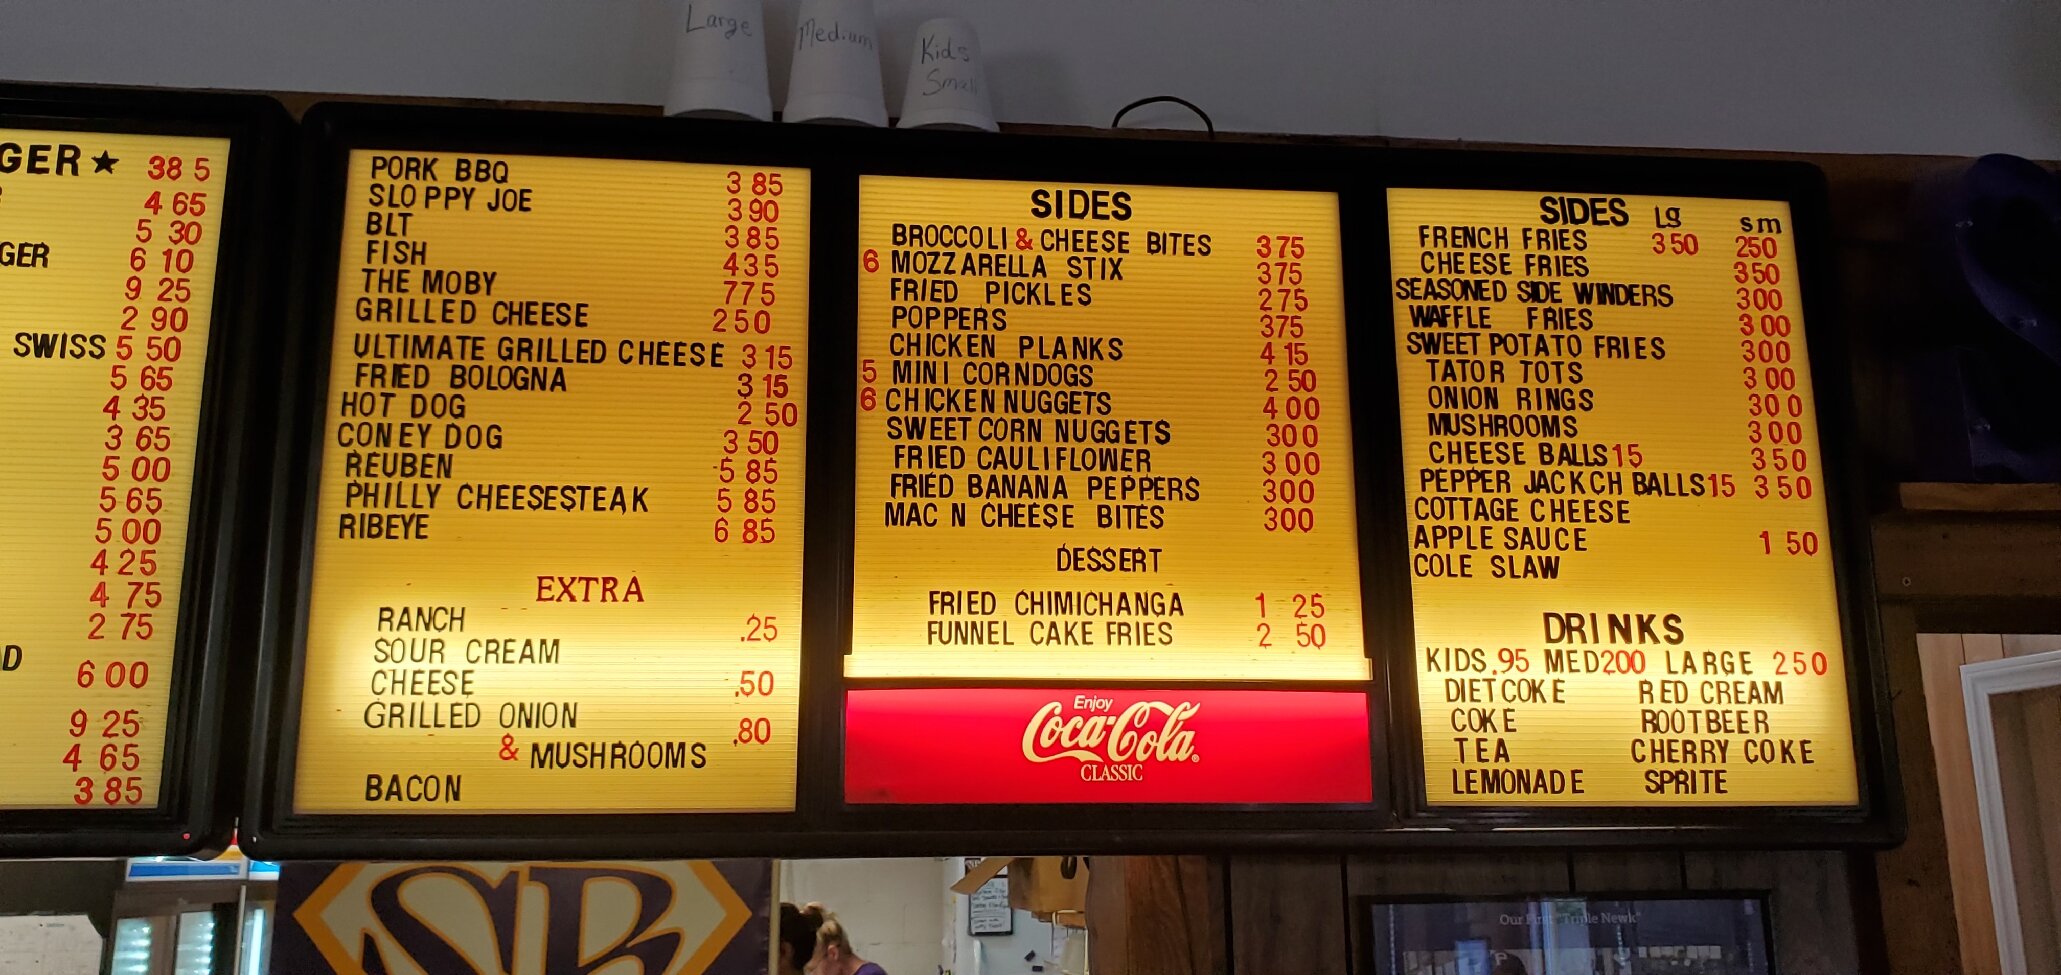 Large
Medium
Kids
Small
GER ★ 38 5
4 65
5 30
GER 6 10
9 25
2 90
SWISS 5 50
5 65
4 35
3 65
5 00
5 65
5 00
4 25
4 75
2 75
D 6 00
9 25
4 65
3 85
PORK BBQ 3 85
SLOPPY JOE 3 90
BLT 3 85
FISH 4 35
THE MOBY 7 75
GRILLED CHEESE 2 50
ULTIMATE GRILLED CHEESE 3 15
FRIED BOLOGNA 3 15
HOT DOG 2 50
CONEY DOG 3 50
REUBEN 5 85
PHILLY CHEESESTEAK 5 85
RIBEYE 6 85
EXTRA
RANCH .25
SOUR CREAM
CHEESE .50
GRILLED ONION .80
& MUSHROOMS
BACON
SIDES
BROCCOLI & CHEESE BITES 3 75
6 MOZZARELLA STIX 3 75
FRIED PICKLES 2 75
POPPERS 3 75
CHICKEN PLANKS 4 15
5 MINI CORNDOGS 2 50
6 CHICKEN NUGGETS 4 00
SWEET CORN NUGGETS 3 00
FRIED CAULIFLOWER 3 00
FRIED BANANA PEPPERS 3 00
MAC N CHEESE BITES 3 00
DESSERT
FRIED CHIMICHANGA 1 25
FUNNEL CAKE FRIES 2 50
Enjoy
Coca-Cola
CLASSIC
SIDES Lg sm
FRENCH FRIES 3 50 2 50
CHEESE FRIES 3 50
SEASONED SIDE WINDERS 3 00
WAFFLE FRIES 3 00
SWEET POTATO FRIES 3 00
TATOR TOTS 3 00
ONION RINGS 3 00
MUSHROOMS 3 00
CHEESE BALLS 15 3 50
PEPPER JACK CH BALLS 15 3 50
COTTAGE CHEESE
APPLE SAUCE 1 50
COLE SLAW
DRINKS
KIDS .95 MED 200 LARGE 2 50
DIET COKE RED CREAM
COKE ROOTBEER
TEA CHERRY COKE
LEMONADE SPRITE
SB